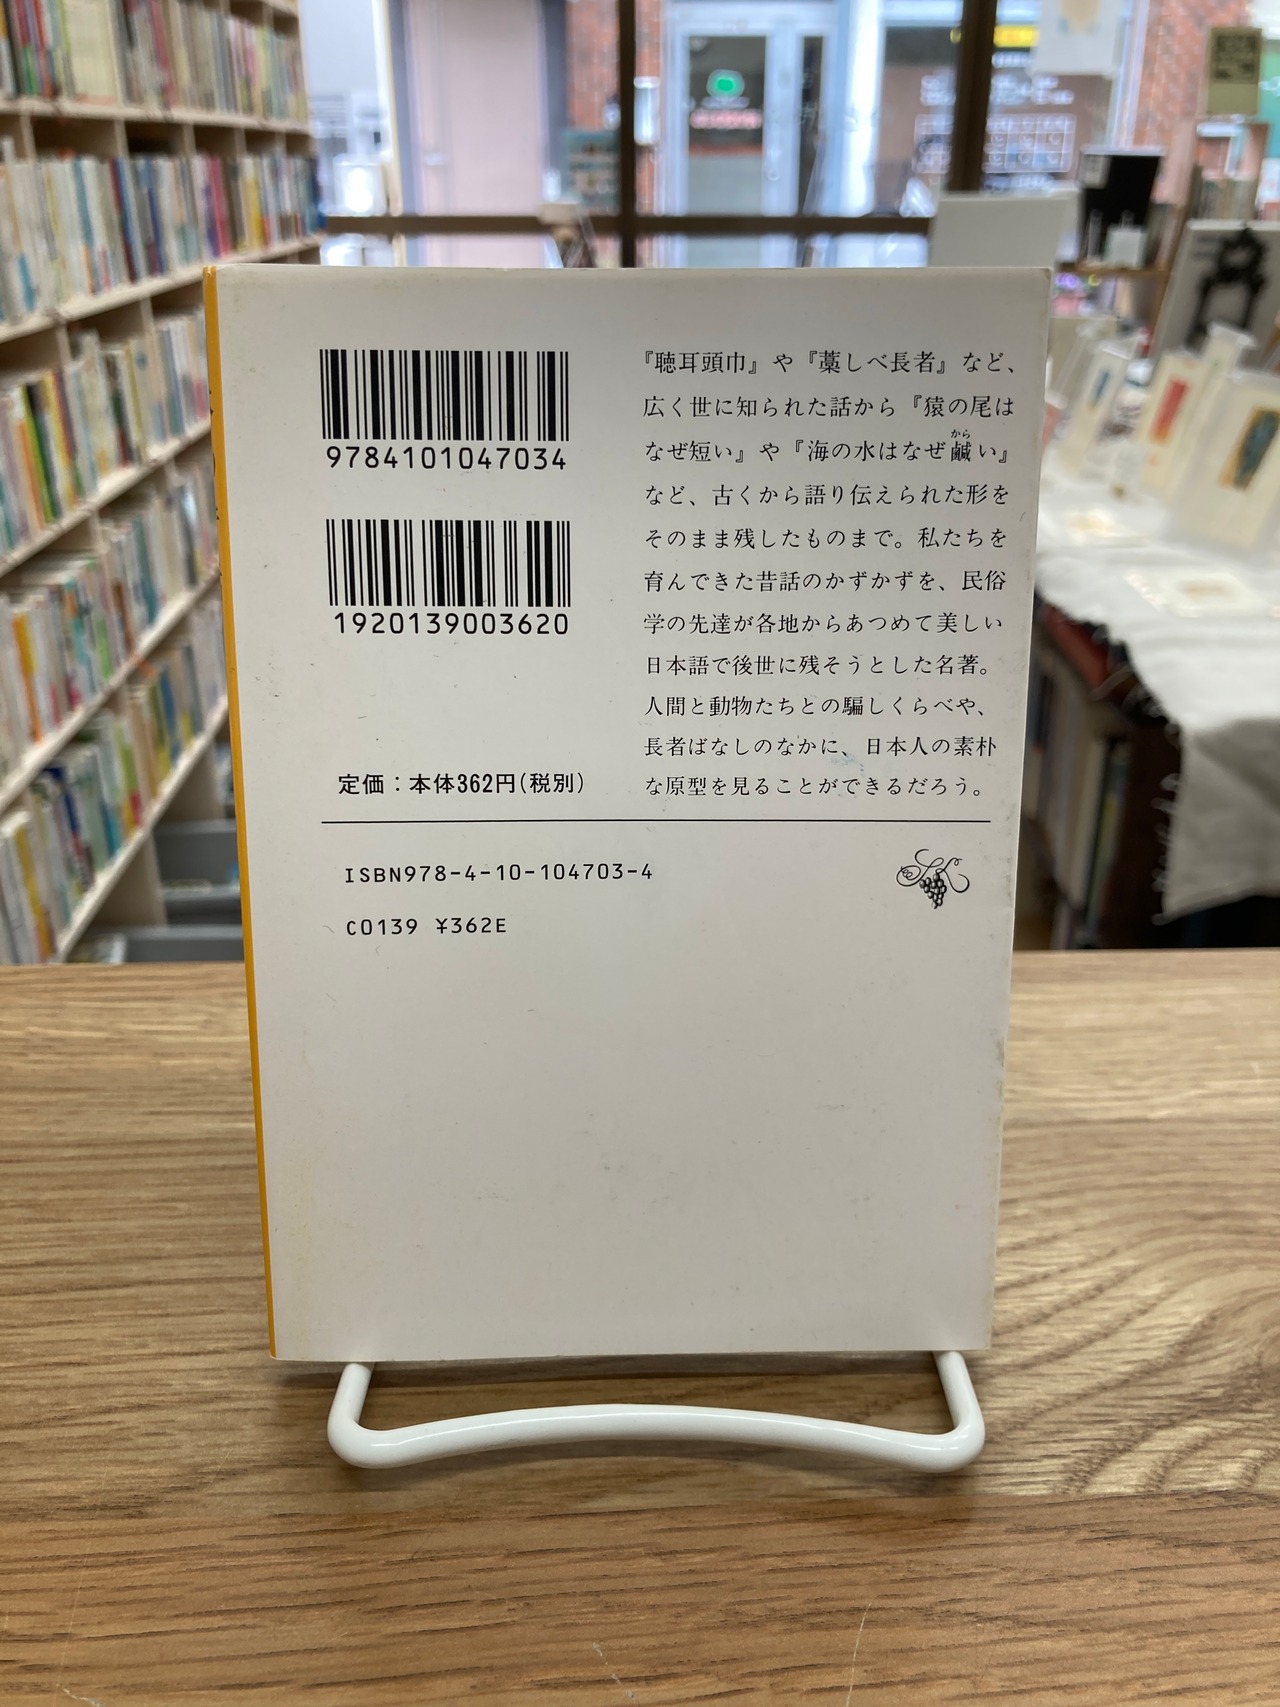 9784101047034
1920139003620
定価：本体362円(税別)
『聴耳頭巾』や『藁しべ長者』など、
広く世に知られた話から『猿の尾は
なぜ短い』や『海の水はなぜ鹹い』
から
など、古くから語り伝えられた形を
そのまま残したものまで。私たちを
育んできた昔話のかずかずを、民俗
学の先達が各地からあつめて美しい
日本語で後世に残そうとした名著。
人間と動物たちとの騙しくらべや、
長者ばなしのなかに、日本人の素朴
な原型を見ることができるだろう。
ISBN978-4-10-104703-4
C0139 ¥362E